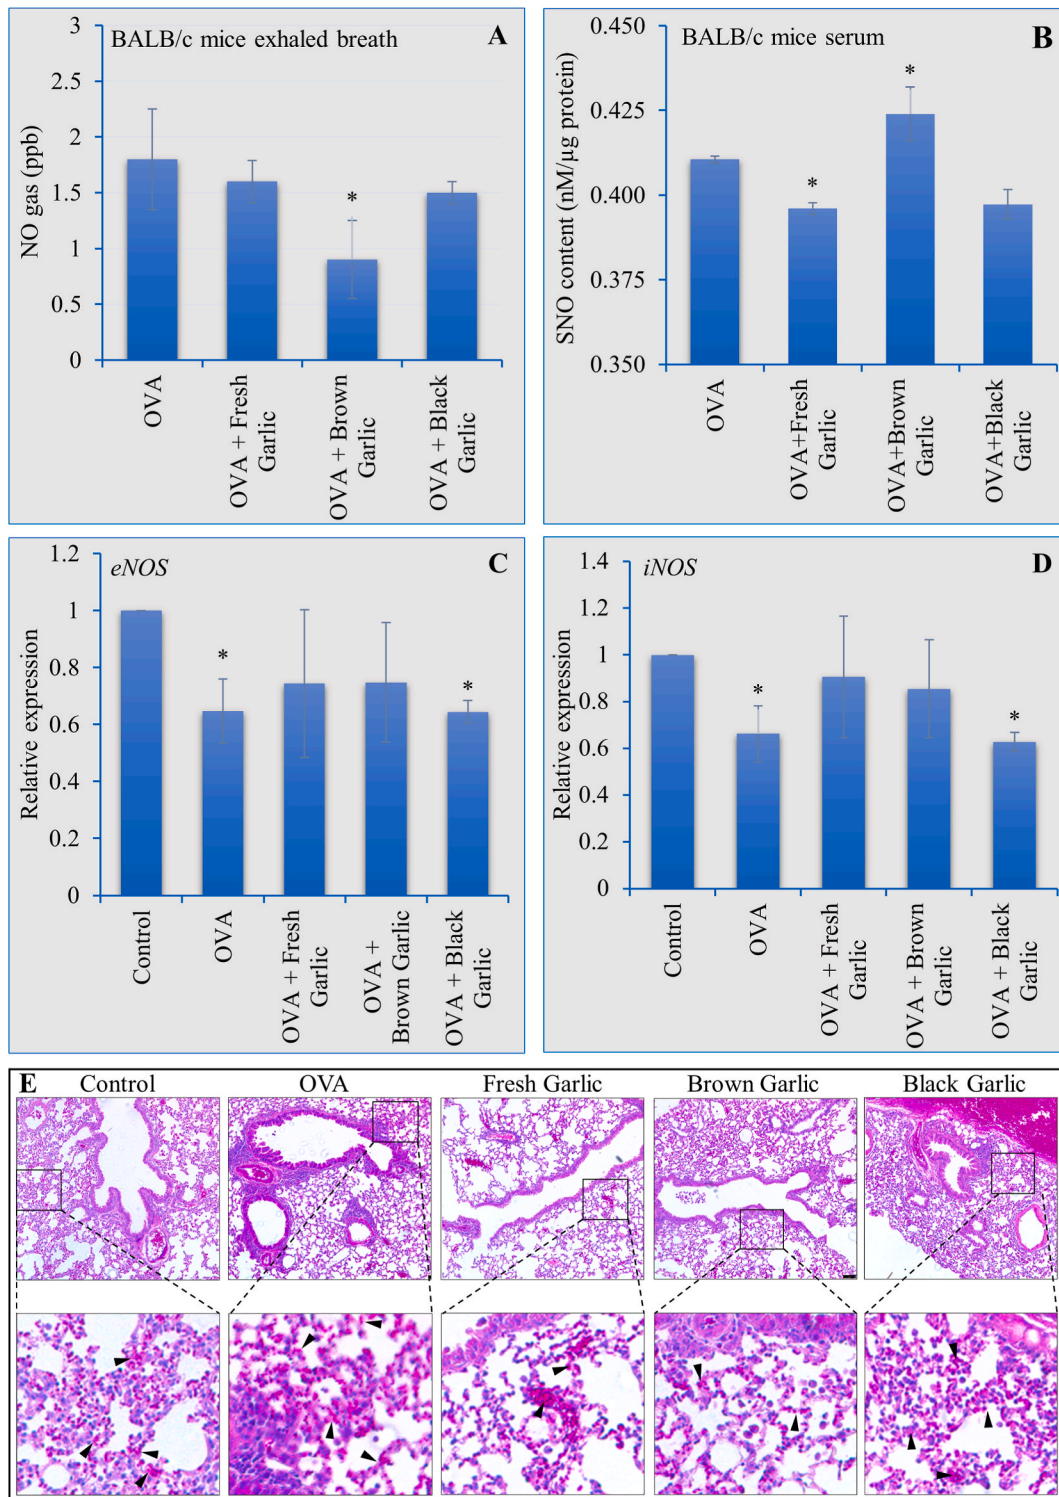 BALB/c mice exhaled breath
A
NO gas (ppb)
3
2.5
2
1.5
1
0.5
0
OVA
OVA + Fresh
Garlic
OVA + Brown
Garlic
OVA + Black
Garlic
*
BALB/c mice serum
B
SNO content (nM/µg protein)
0.450
0.425
0.400
0.375
0.350
*
*
OVA
OVA+Fresh
Garlic
OVA+Brown
Garlic
OVA+Black
Garlic
eNOS
C
Relative expression
1.2
1
0.8
0.6
0.4
0.2
0
*
*
Control
OVA
OVA + Fresh
Garlic
OVA +
Brown Garlic
OVA + Black
Garlic
iNOS
D
Relative expression
1.4
1.2
1
0.8
0.6
0.4
0.2
0
*
*
Control
OVA
OVA + Fresh
Garlic
OVA + Brown
Garlic
OVA + Black
Garlic
E
Control
OVA
Fresh Garlic
Brown Garlic
Black Garlic